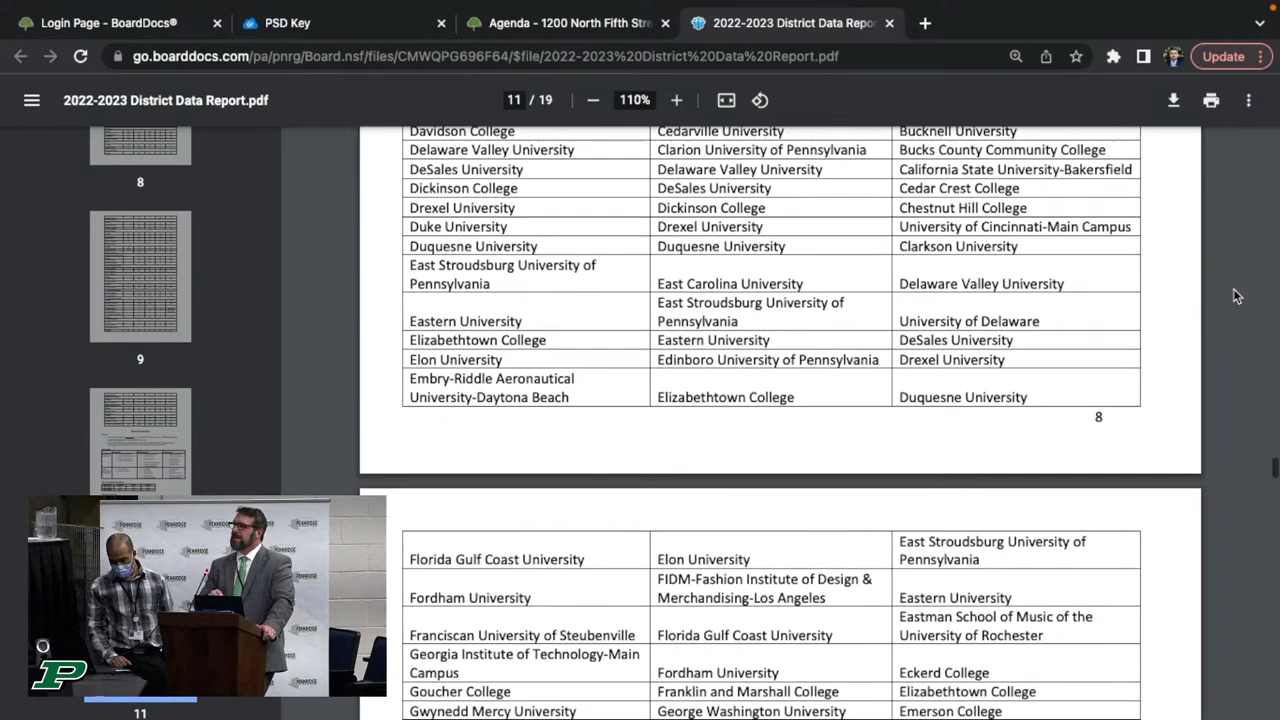 Login Page - BoardDocs®
PSD Key
Agenda - 1200 North Fifth Stre
2022-2023 District Data Repor
go.boarddocs.com/pa/pnrg/Board.nsf/files/CMWQPG696F64/$file/2022-2023%20District%20Data%20Report.pdf
Update
2022-2023 District Data Report.pdf
11 / 19
110%
8
9
11
Davidson College Cedarville University Bucknell University
Delaware Valley University Clarion University of Pennsylvania Bucks County Community College
DeSales University Delaware Valley University California State University-Bakersfield
Dickinson College DeSales University Cedar Crest College
Drexel University Dickinson College Chestnut Hill College
Duke University Drexel University University of Cincinnati-Main Campus
Duquesne University Duquesne University Clarkson University
East Stroudsburg University of
Pennsylvania East Carolina University Delaware Valley University
East Stroudsburg University of
Eastern University Pennsylvania University of Delaware
Elizabethtown College Eastern University DeSales University
Elon University Edinboro University of Pennsylvania Drexel University
Embry-Riddle Aeronautical
University-Daytona Beach Elizabethtown College Duquesne University
8
East Stroudsburg University of
Florida Gulf Coast University Elon University Pennsylvania
FIDM-Fashion Institute of Design &
Fordham University Merchandising-Los Angeles Eastern University
Eastman School of Music of the
Franciscan University of Steubenville Florida Gulf Coast University University of Rochester
Georgia Institute of Technology-Main
Campus Fordham University Eckerd College
Goucher College Franklin and Marshall College Elizabethtown College
Gwynedd Mercy University George Washington University Emerson College
PENNRIDGE
PENNRIDGE
PENNRIDGE
P